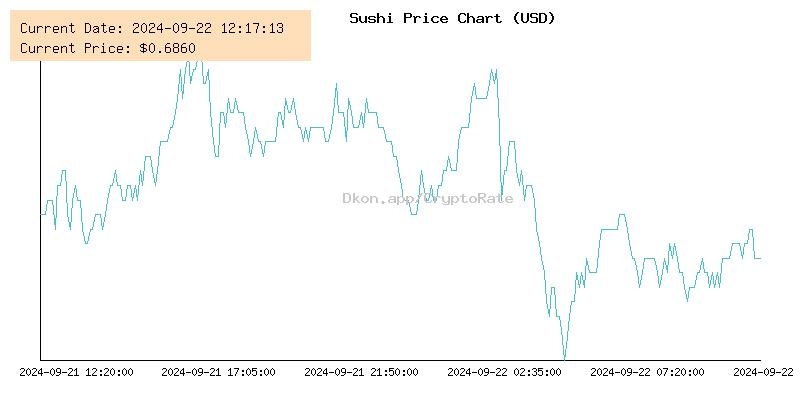 Sushi Price Chart (USD)
Current Date: 2024-09-22 12:17:13
Current Price: $0.6860
Dkon.app/CryptoRate
2024-09-21 12:20:00 2024-09-21 17:05:00 2024-09-21 21:50:00 2024-09-22 02:35:00 2024-09-22 07:20:00 2024-09-22